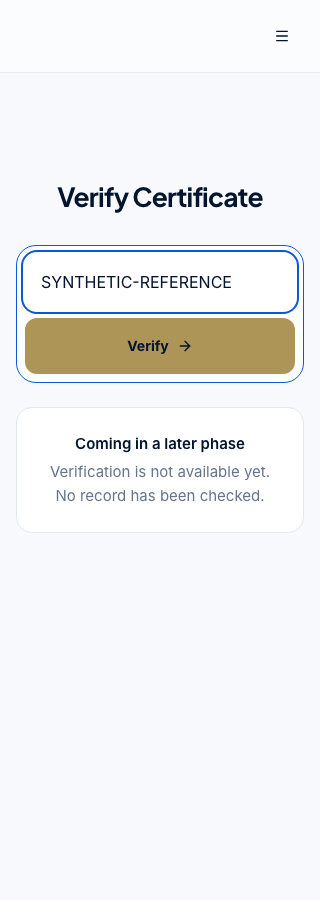 Verify Certificate
SYNTHETIC-REFERENCE
Verify
Coming in a later phase
Verification is not available yet.
No record has been checked.